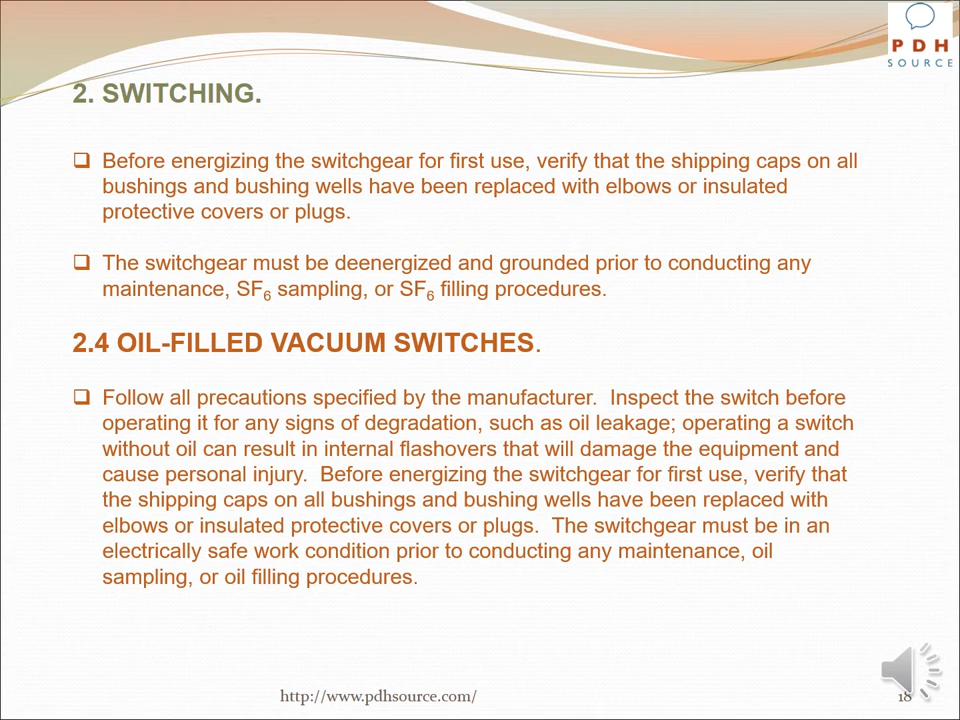 PDH
SOURCE
2. SWITCHING.
❑ Before energizing the switchgear for first use, verify that the shipping caps on all
bushings and bushing wells have been replaced with elbows or insulated
protective covers or plugs.
❑ The switchgear must be deenergized and grounded prior to conducting any
maintenance, SF6 sampling, or SF6 filling procedures.
2.4 OIL-FILLED VACUUM SWITCHES.
❑ Follow all precautions specified by the manufacturer.  Inspect the switch before
operating it for any signs of degradation, such as oil leakage; operating a switch
without oil can result in internal flashovers that will damage the equipment and
cause personal injury.  Before energizing the switchgear for first use, verify that
the shipping caps on all bushings and bushing wells have been replaced with
elbows or insulated protective covers or plugs.  The switchgear must be in an
electrically safe work condition prior to conducting any maintenance, oil
sampling, or oil filling procedures.
http://www.pdhsource.com/
18